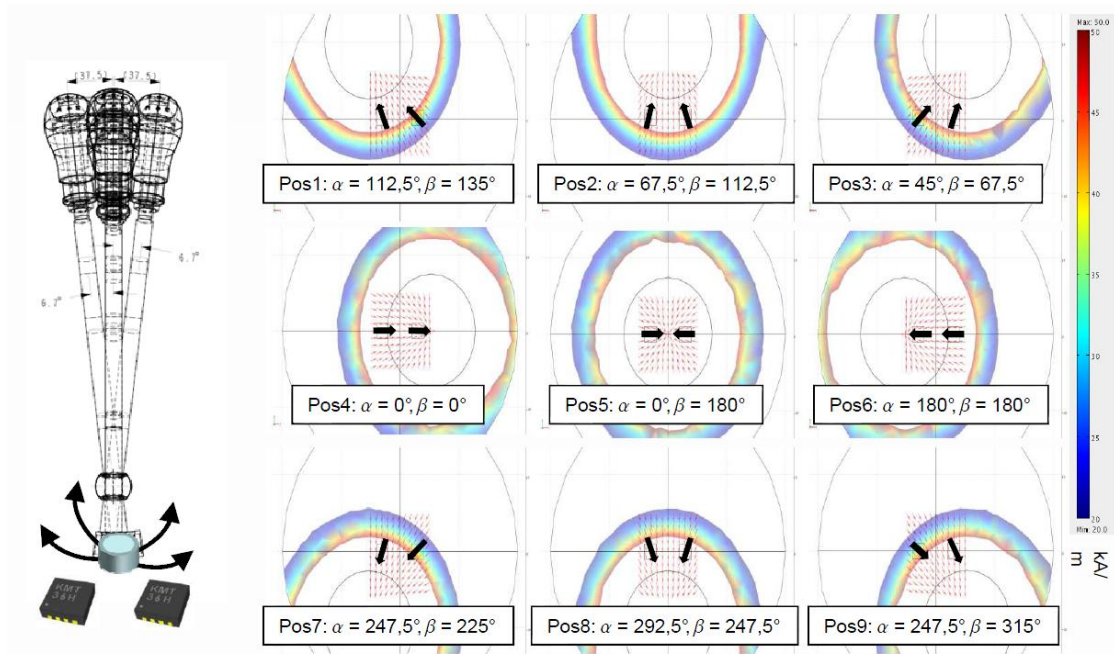 (37.5) (37.5)
6.7°
6.7°
KMT
36H
KMT
36H
Pos1: α = 112,5°, β = 135°
Pos2: α = 67,5°, β = 112,5°
Pos3: α = 45°, β = 67,5°
Pos4: α = 0°, β = 0°
Pos5: α = 0°, β = 180°
Pos6: α = 180°, β = 180°
Pos7: α = 247,5°, β = 225°
Pos8: α = 292,5°, β = 247,5°
Pos9: α = 247,5°, β = 315°
Max: 50.0
50
45
40
35
30
25
20
Min: 20.0
kA/
m